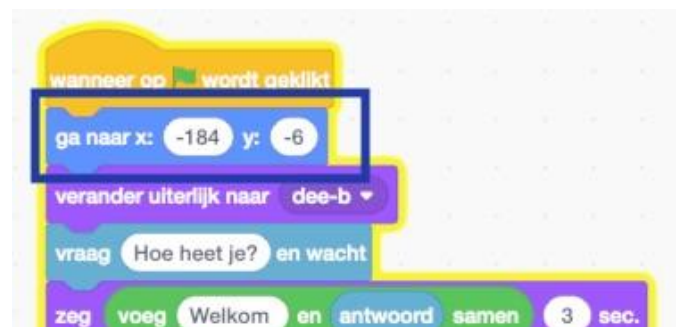 wanneer op wordt geklikt
ga naar x: -184 y: -6
verander uiterlijk naar dee-b
vraag Hoe heet je? en wacht
zeg voeg Welkom en antwoord samen 3 sec.